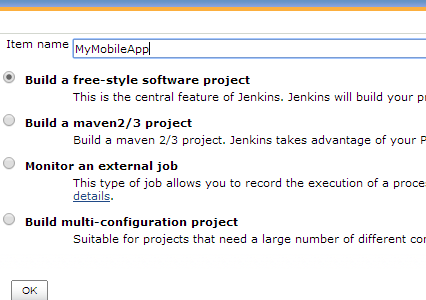 Item name MyMobileApp
Build a free-style software project
This is the central feature of Jenkins. Jenkins will build your
Build a maven2/3 project
Build a maven 2/3 project. Jenkins takes advantage of your
Monitor an external job
This type of job allows you to record the execution of a
details.
Build multi-configuration project
Suitable for projects that need a large number of different
OK